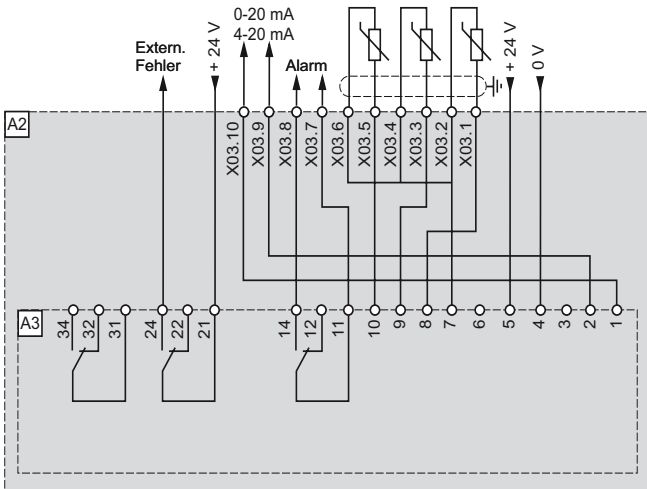 0-20 mA
4-20 mA
Extern.
Fehler
+ 24 V
Alarm
+ 24 V
0 V
A2
X03.10
X03.9
X03.8
X03.7
X03.6
X03.5
X03.4
X03.3
X03.2
X03.1
A3
34
32
31
24
22
21
14
12
11
10
9
8
7
6
5
4
3
2
1